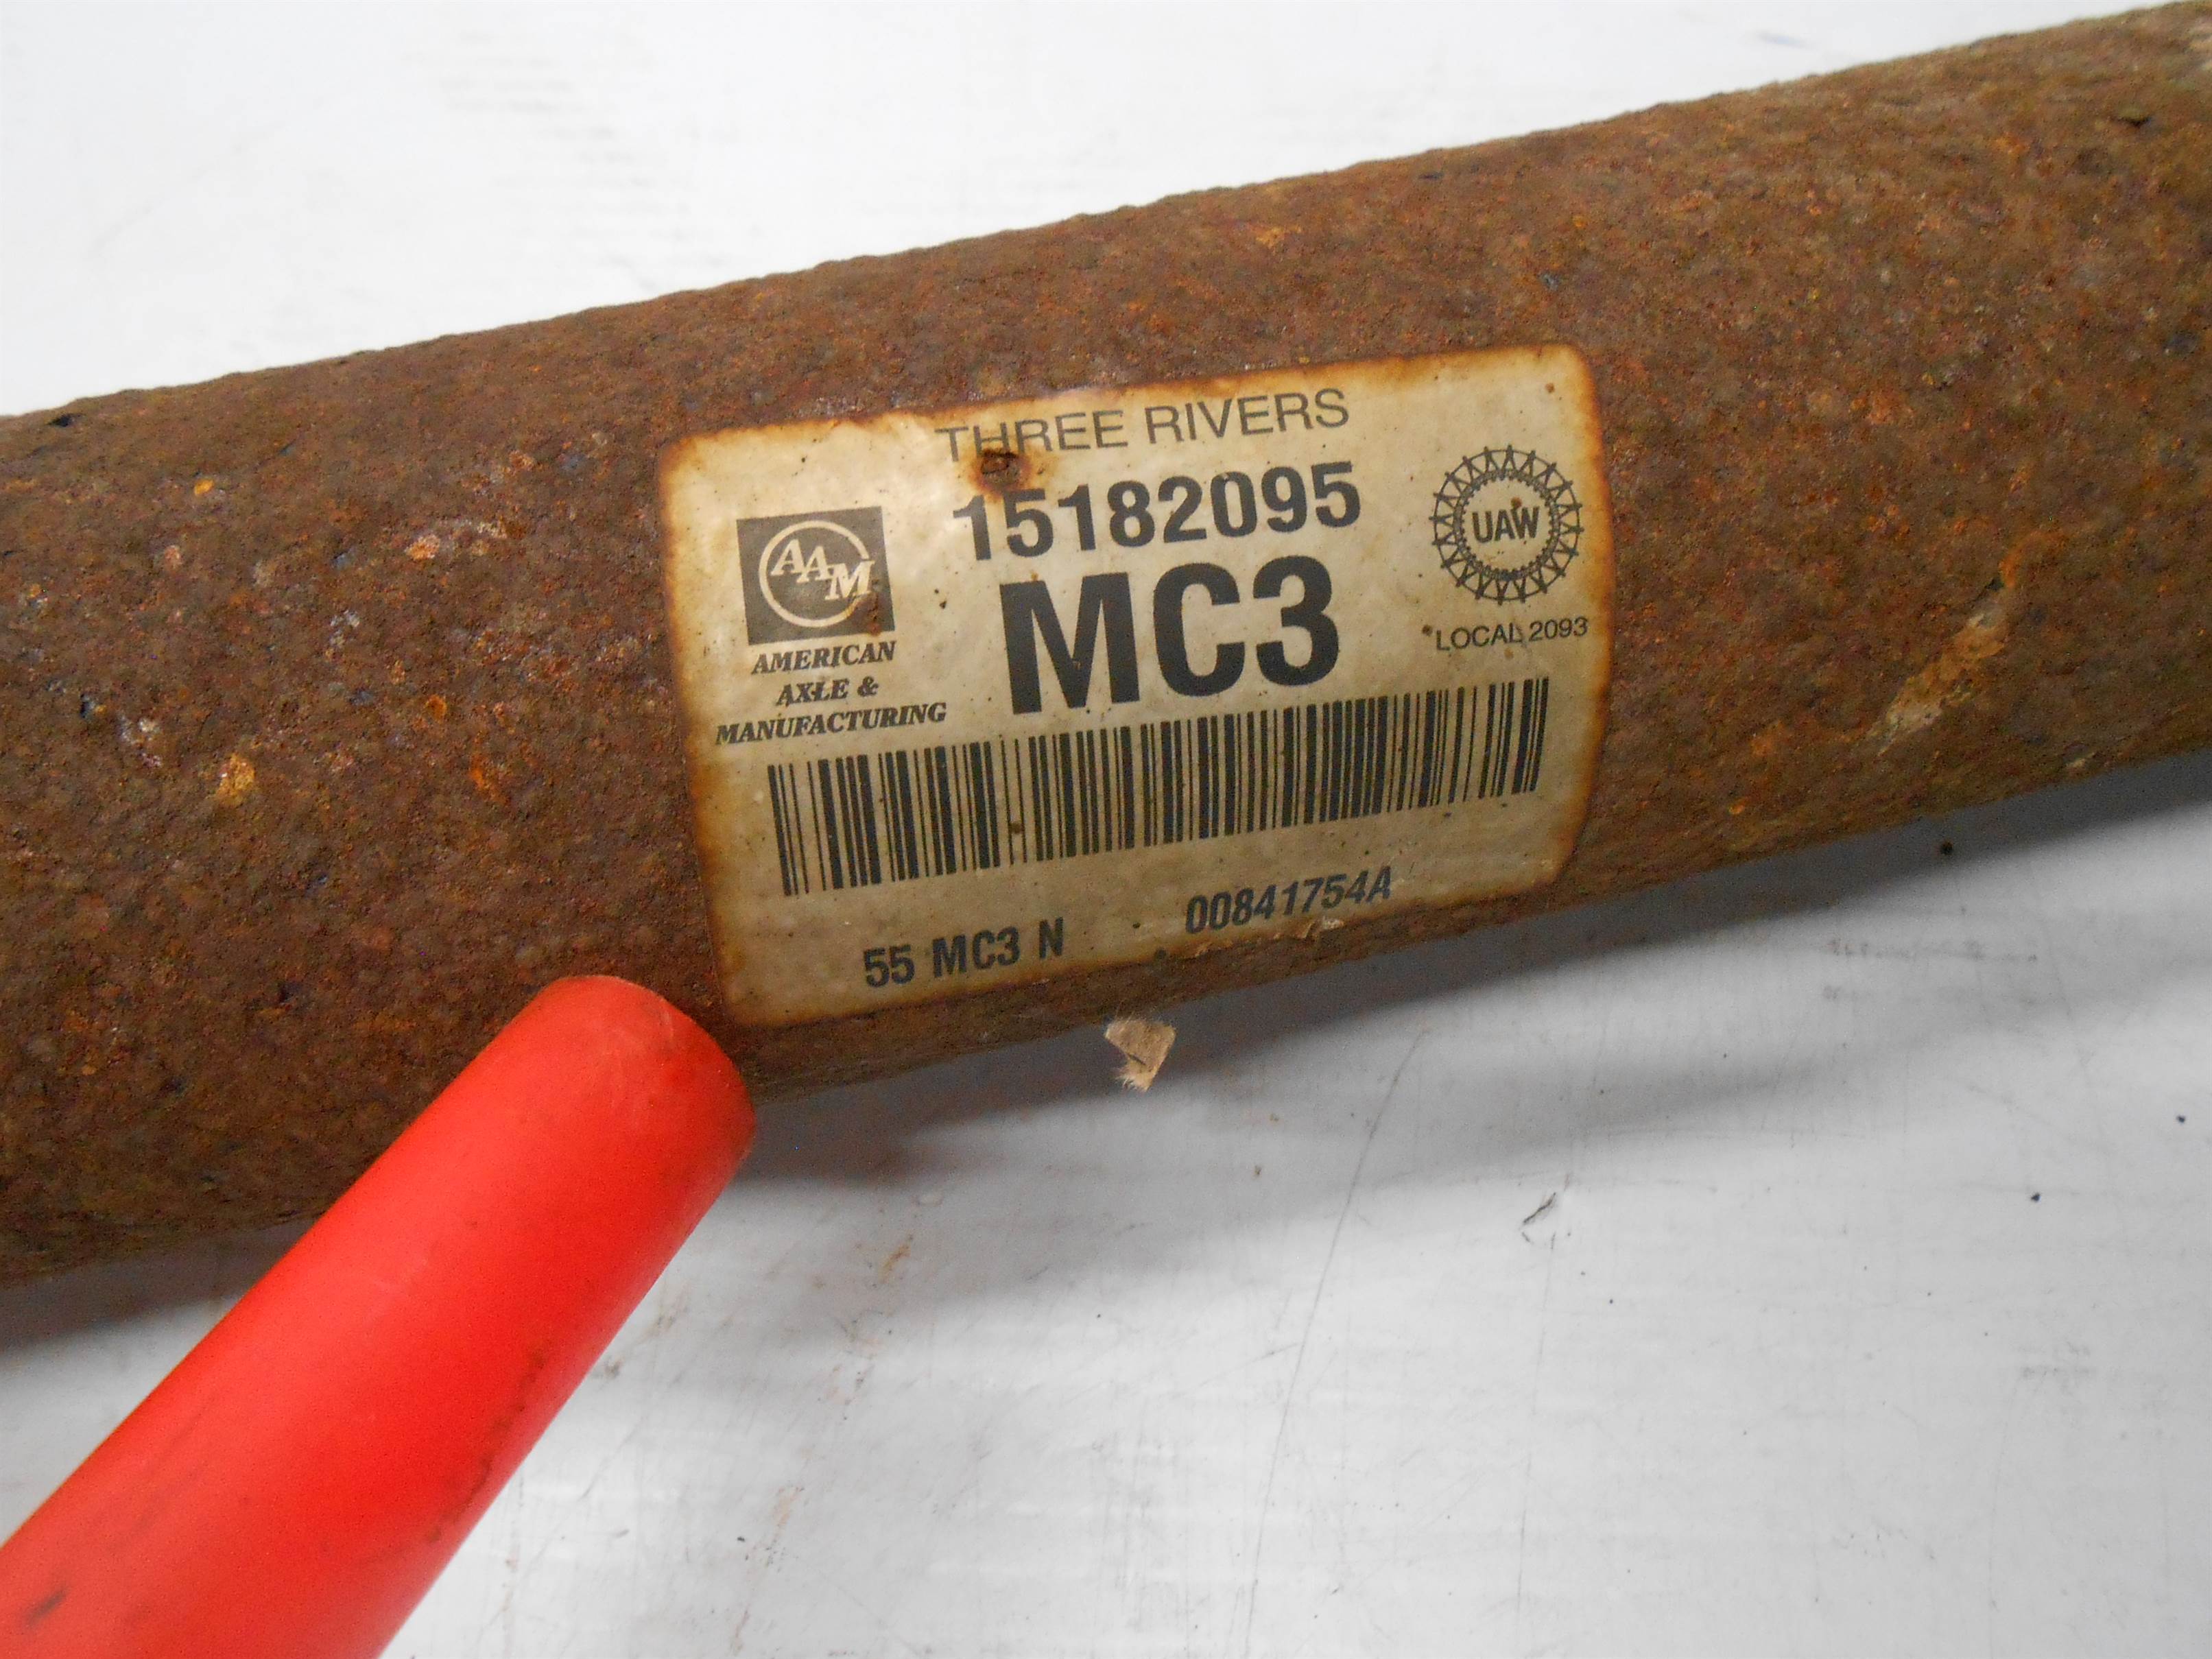 THREE RIVERS
15182095
MC3
AAM
AMERICAN
AXLE &
MANUFACTURING
UAW
LOCAL 2093
55 MC3 N 00841754A